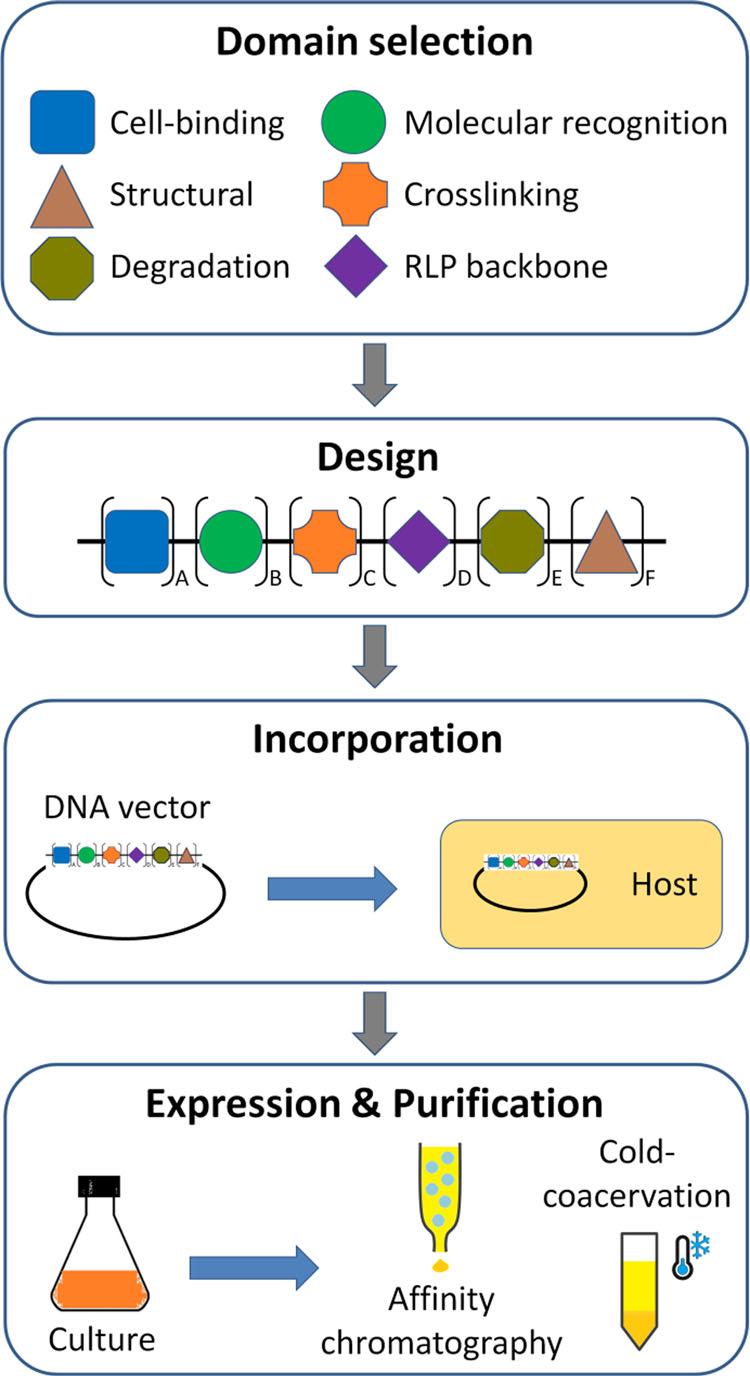 Domain selection
Cell-binding
Molecular recognition
Structural
Crosslinking
Degradation
RLP backbone
Design
A B C D E F
Incorporation
DNA vector
Host
Expression & Purification
Culture
Affinity
chromatography
Cold-
coacervation